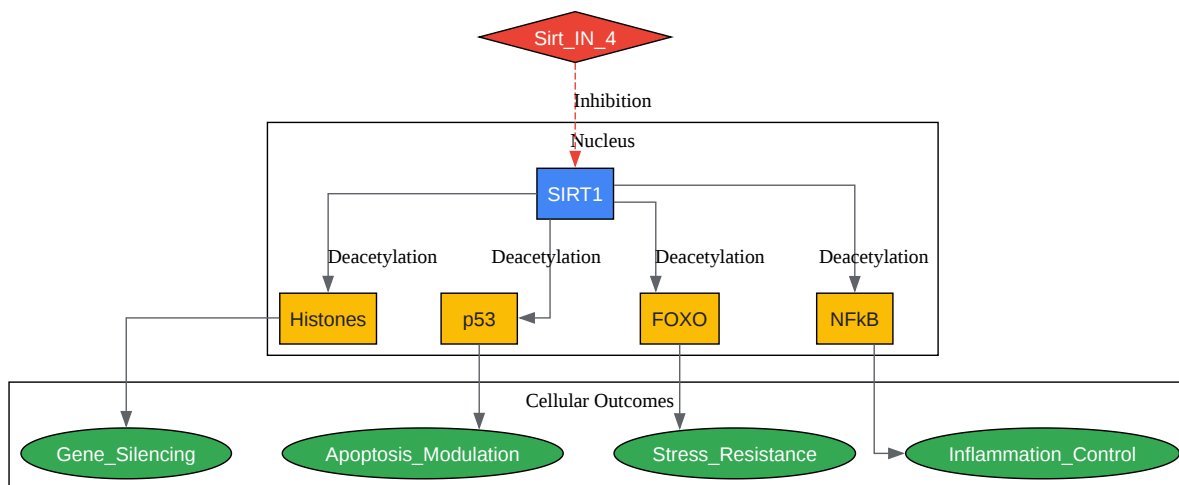 Sirt_IN_4
Inhibition
Nucleus
SIRT1
Deacetylation Deacetylation Deacetylation Deacetylation
Histones p53 FOXO NFkB
Cellular Outcomes
Gene_Silencing Apoptosis_Modulation Stress_Resistance Inflammation_Control